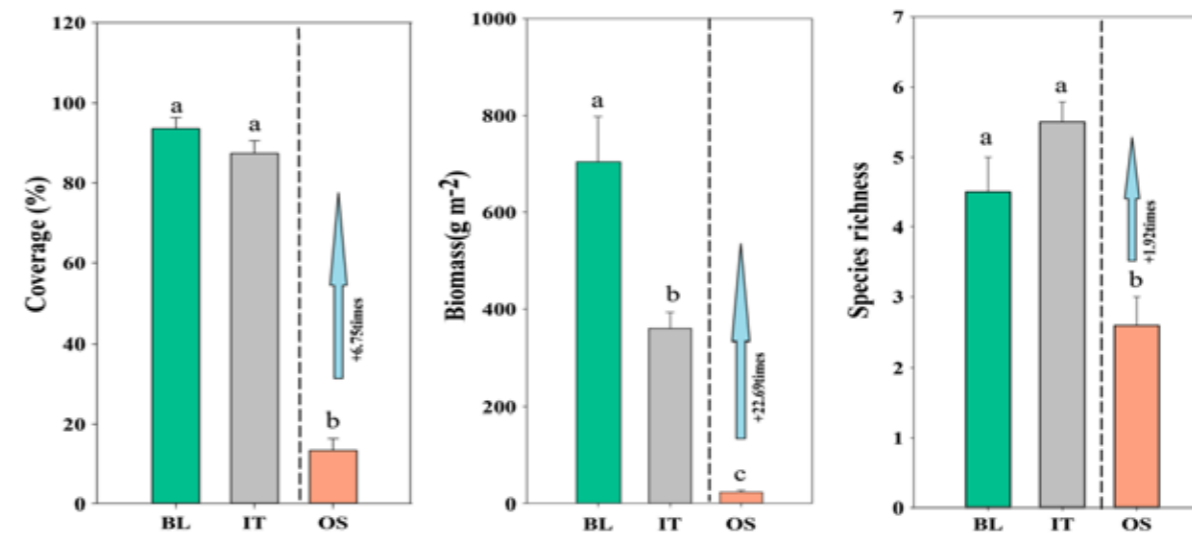 120
100
80
60
40
20
0
Coverage (%)
a
a
b
+6.75times
BL IT OS
1000
800
600
400
200
0
Biomass(g m-2)
a
b
c
+22.69times
BL IT OS
7
6
5
4
3
2
1
0
Species richness
a
a
b
+1.92times
BL IT OS